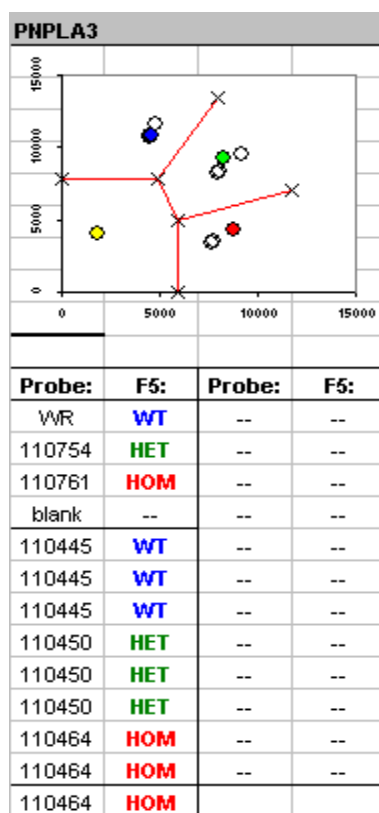 PNPLA3
15000
10000
5000
0
0 5000 10000 15000
Probe: F5: Probe: F5:
WR WT -- --
110754 HET -- --
110761 HOM -- --
blank -- -- --
110445 WT -- --
110445 WT -- --
110445 WT -- --
110450 HET -- --
110450 HET -- --
110450 HET -- --
110464 HOM -- --
110464 HOM -- --
110464 HOM